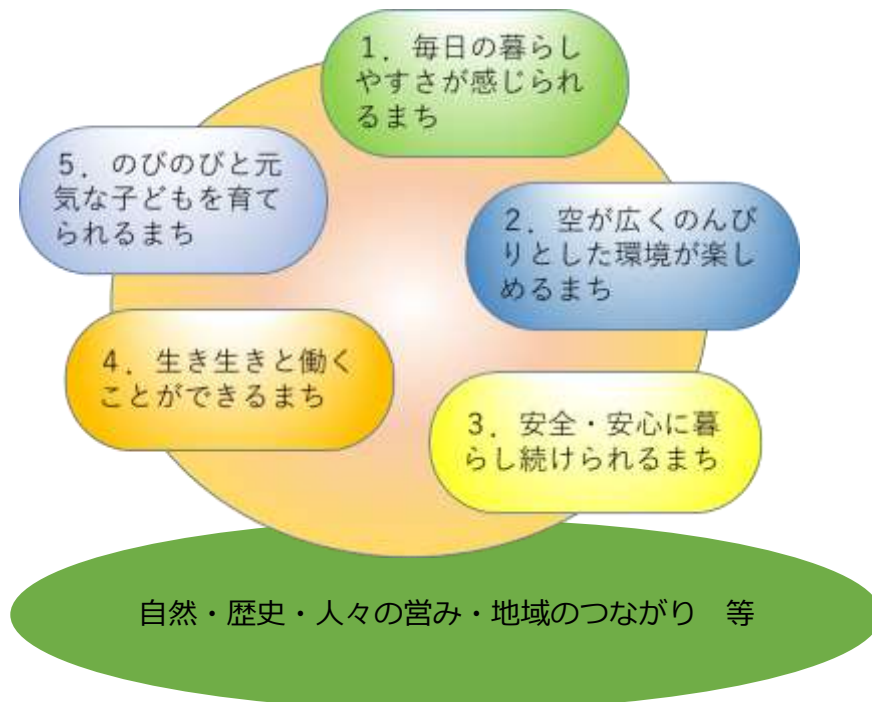 １．毎日の暮らし
やすさが感じられ
るまち
２．空が広くのんび
りとした環境が楽し
めるまち
３．安全・安心に暮
らし続けられるまち
４．生き生きと働く
ことができるまち
５．のびのびと元
気な子どもを育て
られるまち
自然・歴史・人々の営み・地域のつながり　等